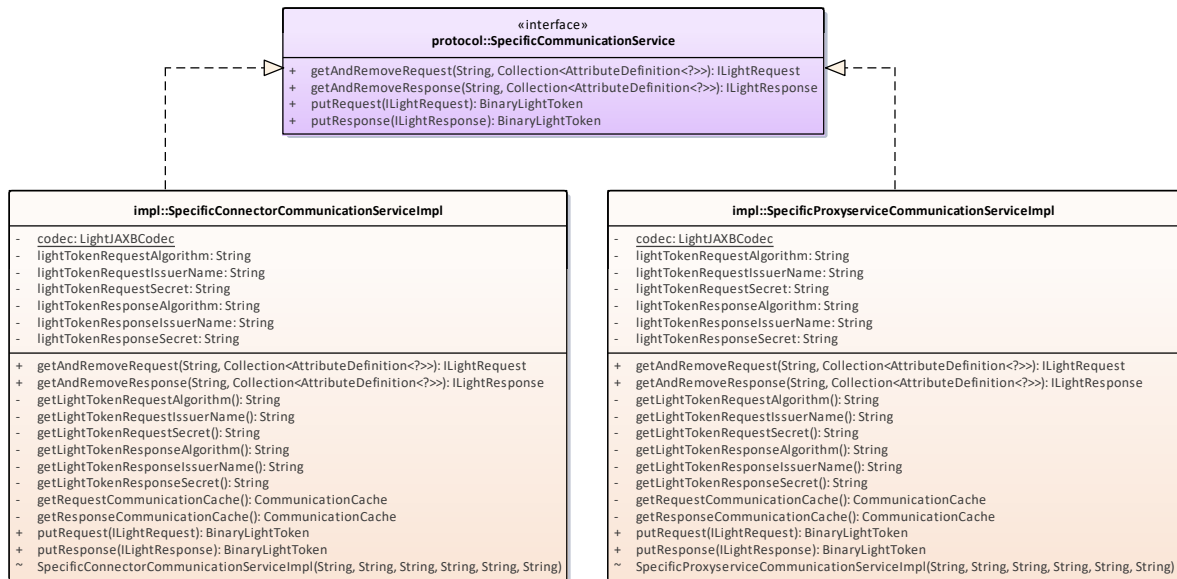 «interface»
protocol::SpecificCommunicationService
+ getAndRemoveRequest(String, Collection<AttributeDefinition<?>>): ILightRequest
+ getAndRemoveResponse(String, Collection<AttributeDefinition<?>>): ILightResponse
+ putRequest(ILightRequest): BinaryLightToken
+ putResponse(ILightResponse): BinaryLightToken
impl::SpecificConnectorCommunicationServiceImpl
- codec: LightJAXBCodec
- lightTokenRequestAlgorithm: String
- lightTokenRequestIssuerName: String
- lightTokenRequestSecret: String
- lightTokenResponseAlgorithm: String
- lightTokenResponseIssuerName: String
- lightTokenResponseSecret: String
+ getAndRemoveRequest(String, Collection<AttributeDefinition<?>>): ILightRequest
+ getAndRemoveResponse(String, Collection<AttributeDefinition<?>>): ILightResponse
- getLightTokenRequestAlgorithm(): String
- getLightTokenRequestIssuerName(): String
- getLightTokenRequestSecret(): String
- getLightTokenResponseAlgorithm(): String
- getLightTokenResponseIssuerName(): String
- getLightTokenResponseSecret(): String
- getRequestCommunicationCache(): CommunicationCache
- getResponseCommunicationCache(): CommunicationCache
+ putRequest(ILightRequest): BinaryLightToken
+ putResponse(ILightResponse): BinaryLightToken
~ SpecificConnectorCommunicationServiceImpl(String, String, String, String, String, String)
impl::SpecificProxyserviceCommunicationServiceImpl
- codec: LightJAXBCodec
- lightTokenRequestAlgorithm: String
- lightTokenRequestIssuerName: String
- lightTokenRequestSecret: String
- lightTokenResponseAlgorithm: String
- lightTokenResponseIssuerName: String
- lightTokenResponseSecret: String
+ getAndRemoveRequest(String, Collection<AttributeDefinition<?>>): ILightRequest
+ getAndRemoveResponse(String, Collection<AttributeDefinition<?>>): ILightResponse
- getLightTokenRequestAlgorithm(): String
- getLightTokenRequestIssuerName(): String
- getLightTokenRequestSecret(): String
- getLightTokenResponseAlgorithm(): String
- getLightTokenResponseIssuerName(): String
- getLightTokenResponseSecret(): String
- getRequestCommunicationCache(): CommunicationCache
- getResponseCommunicationCache(): CommunicationCache
+ putRequest(ILightRequest): BinaryLightToken
+ putResponse(ILightResponse): BinaryLightToken
~ SpecificProxyserviceCommunicationServiceImpl(String, String, String, String, String, String)